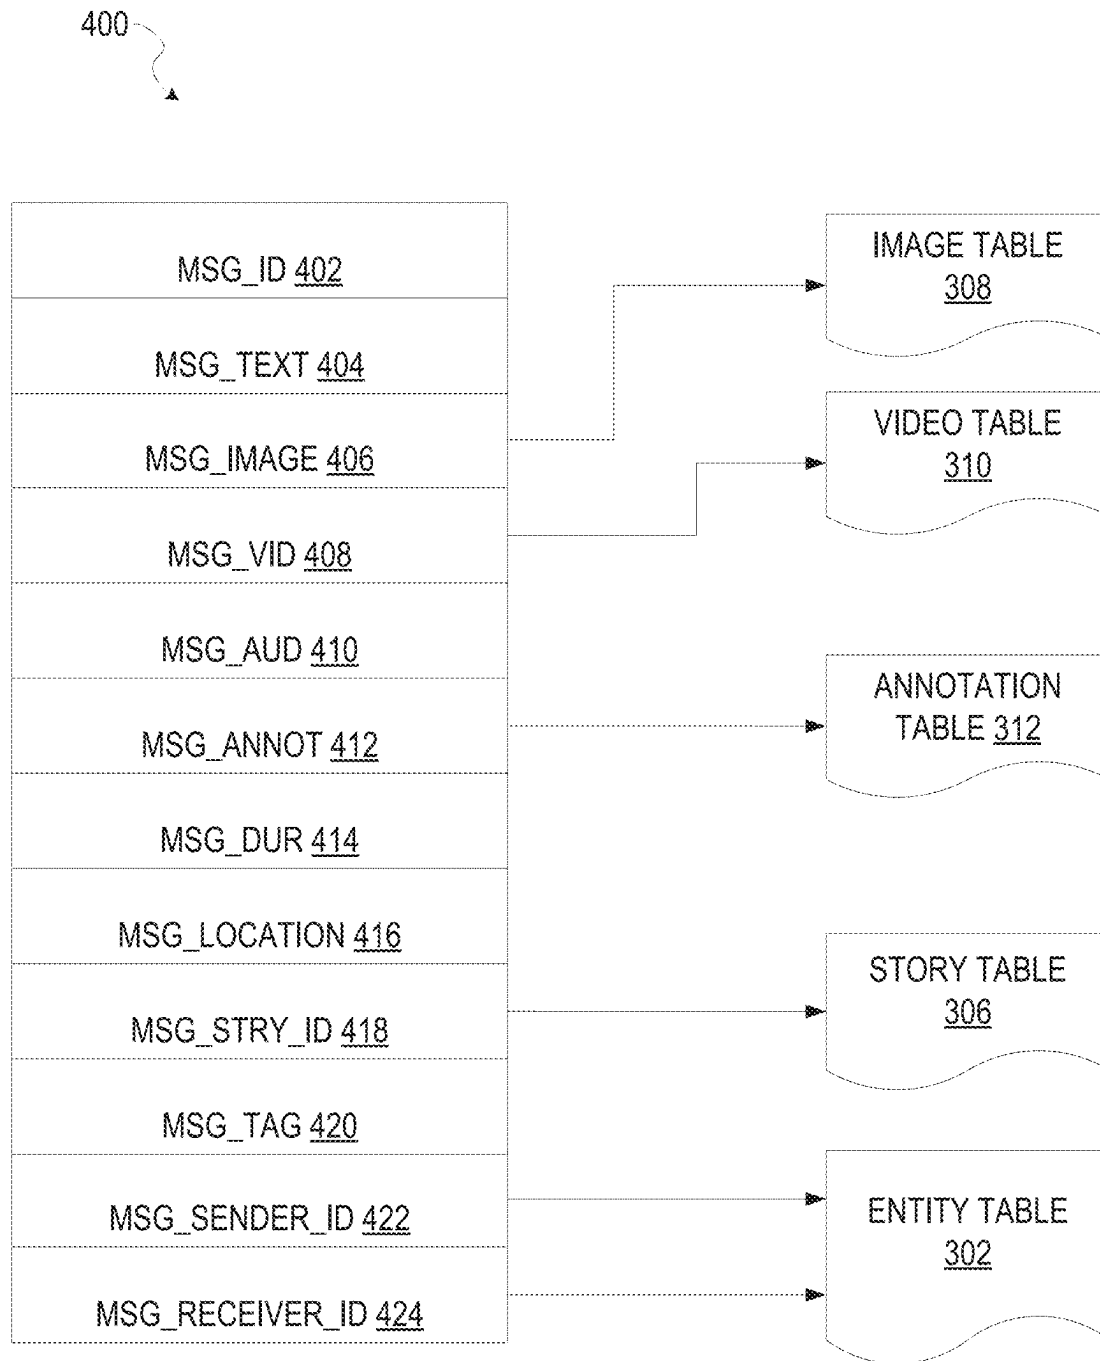 400
MSG_ID 402
MSG_TEXT 404
MSG_IMAGE 406
MSG_VID 408
MSG_AUD 410
MSG_ANNOT 412
MSG_DUR 414
MSG_LOCATION 416
MSG_STRY_ID 418
MSG_TAG 420
MSG_SENDER_ID 422
MSG_RECEIVER_ID 424
IMAGE TABLE
308
VIDEO TABLE
310
ANNOTATION
TABLE 312
STORY TABLE
306
ENTITY TABLE
302